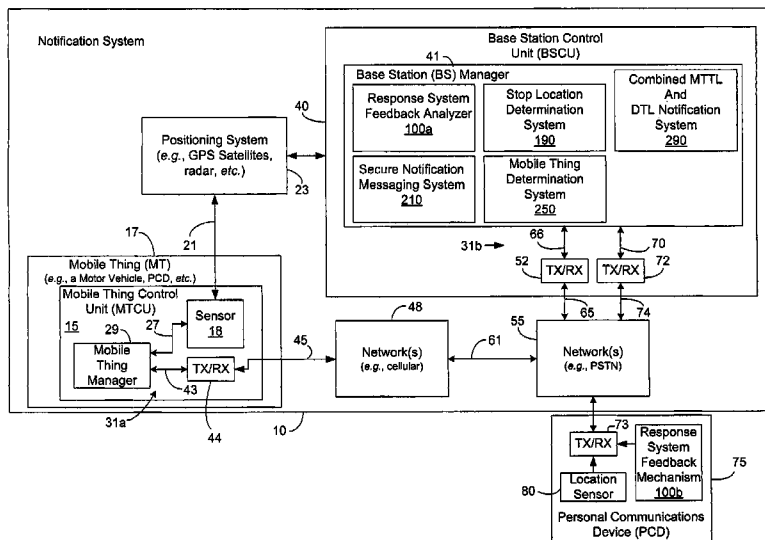 Notification System
Base Station Control
Unit (BSCU)
41
Base Station (BS) Manager
40
Response System
Feedback Analyzer
100a
Stop Location
Determination
System
190
Combined MTTL
And
DTL Notification
System
290
Secure Notification
Messaging System
210
Mobile Thing
Determination
System
250
Positioning System
(e.g., GPS Satellites,
radar, etc.)
23
17
21
31b
66
70
52
TX/RX
TX/RX
72
Mobile Thing (MT)
(e.g., a Motor Vehicle, PCD, etc.)
Mobile Thing Control
Unit (MTCU)
15
27
29
Sensor
18
Mobile
Thing
Manager
43
TX/RX
31a
44
45
48
Network(s)
(e.g., cellular)
61
55
65
74
Network(s)
(e.g., PSTN)
10
73
TX/RX
Response
System
Feedback
Mechanism
100b
75
80
Location
Sensor
Personal Communications
Device (PCD)